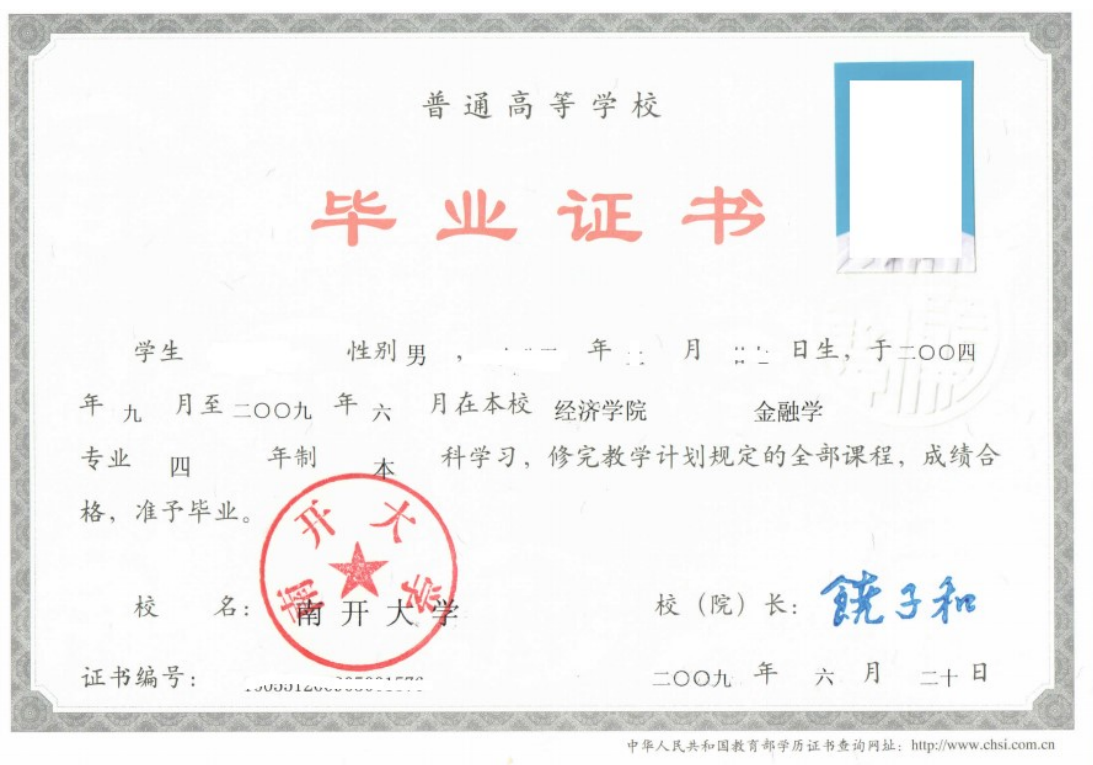 普通高等学校
毕业证书
学生 性别 男 , 年 月 日生，于 二〇〇四
年 九 月至 二〇〇九 年 六 月在本校 经济学院 金融学
专业 四 年制 本 科学习，修完教学计划规定的全部课程，成绩合
格，准予毕业。
南开大学
校 名： 南开大学 校（院）长： 饶子和
证书编号： 二〇〇九 年 六 月 二十 日
中华人民共和国教育部学历证书查询网址：http://www.chsi.com.cn